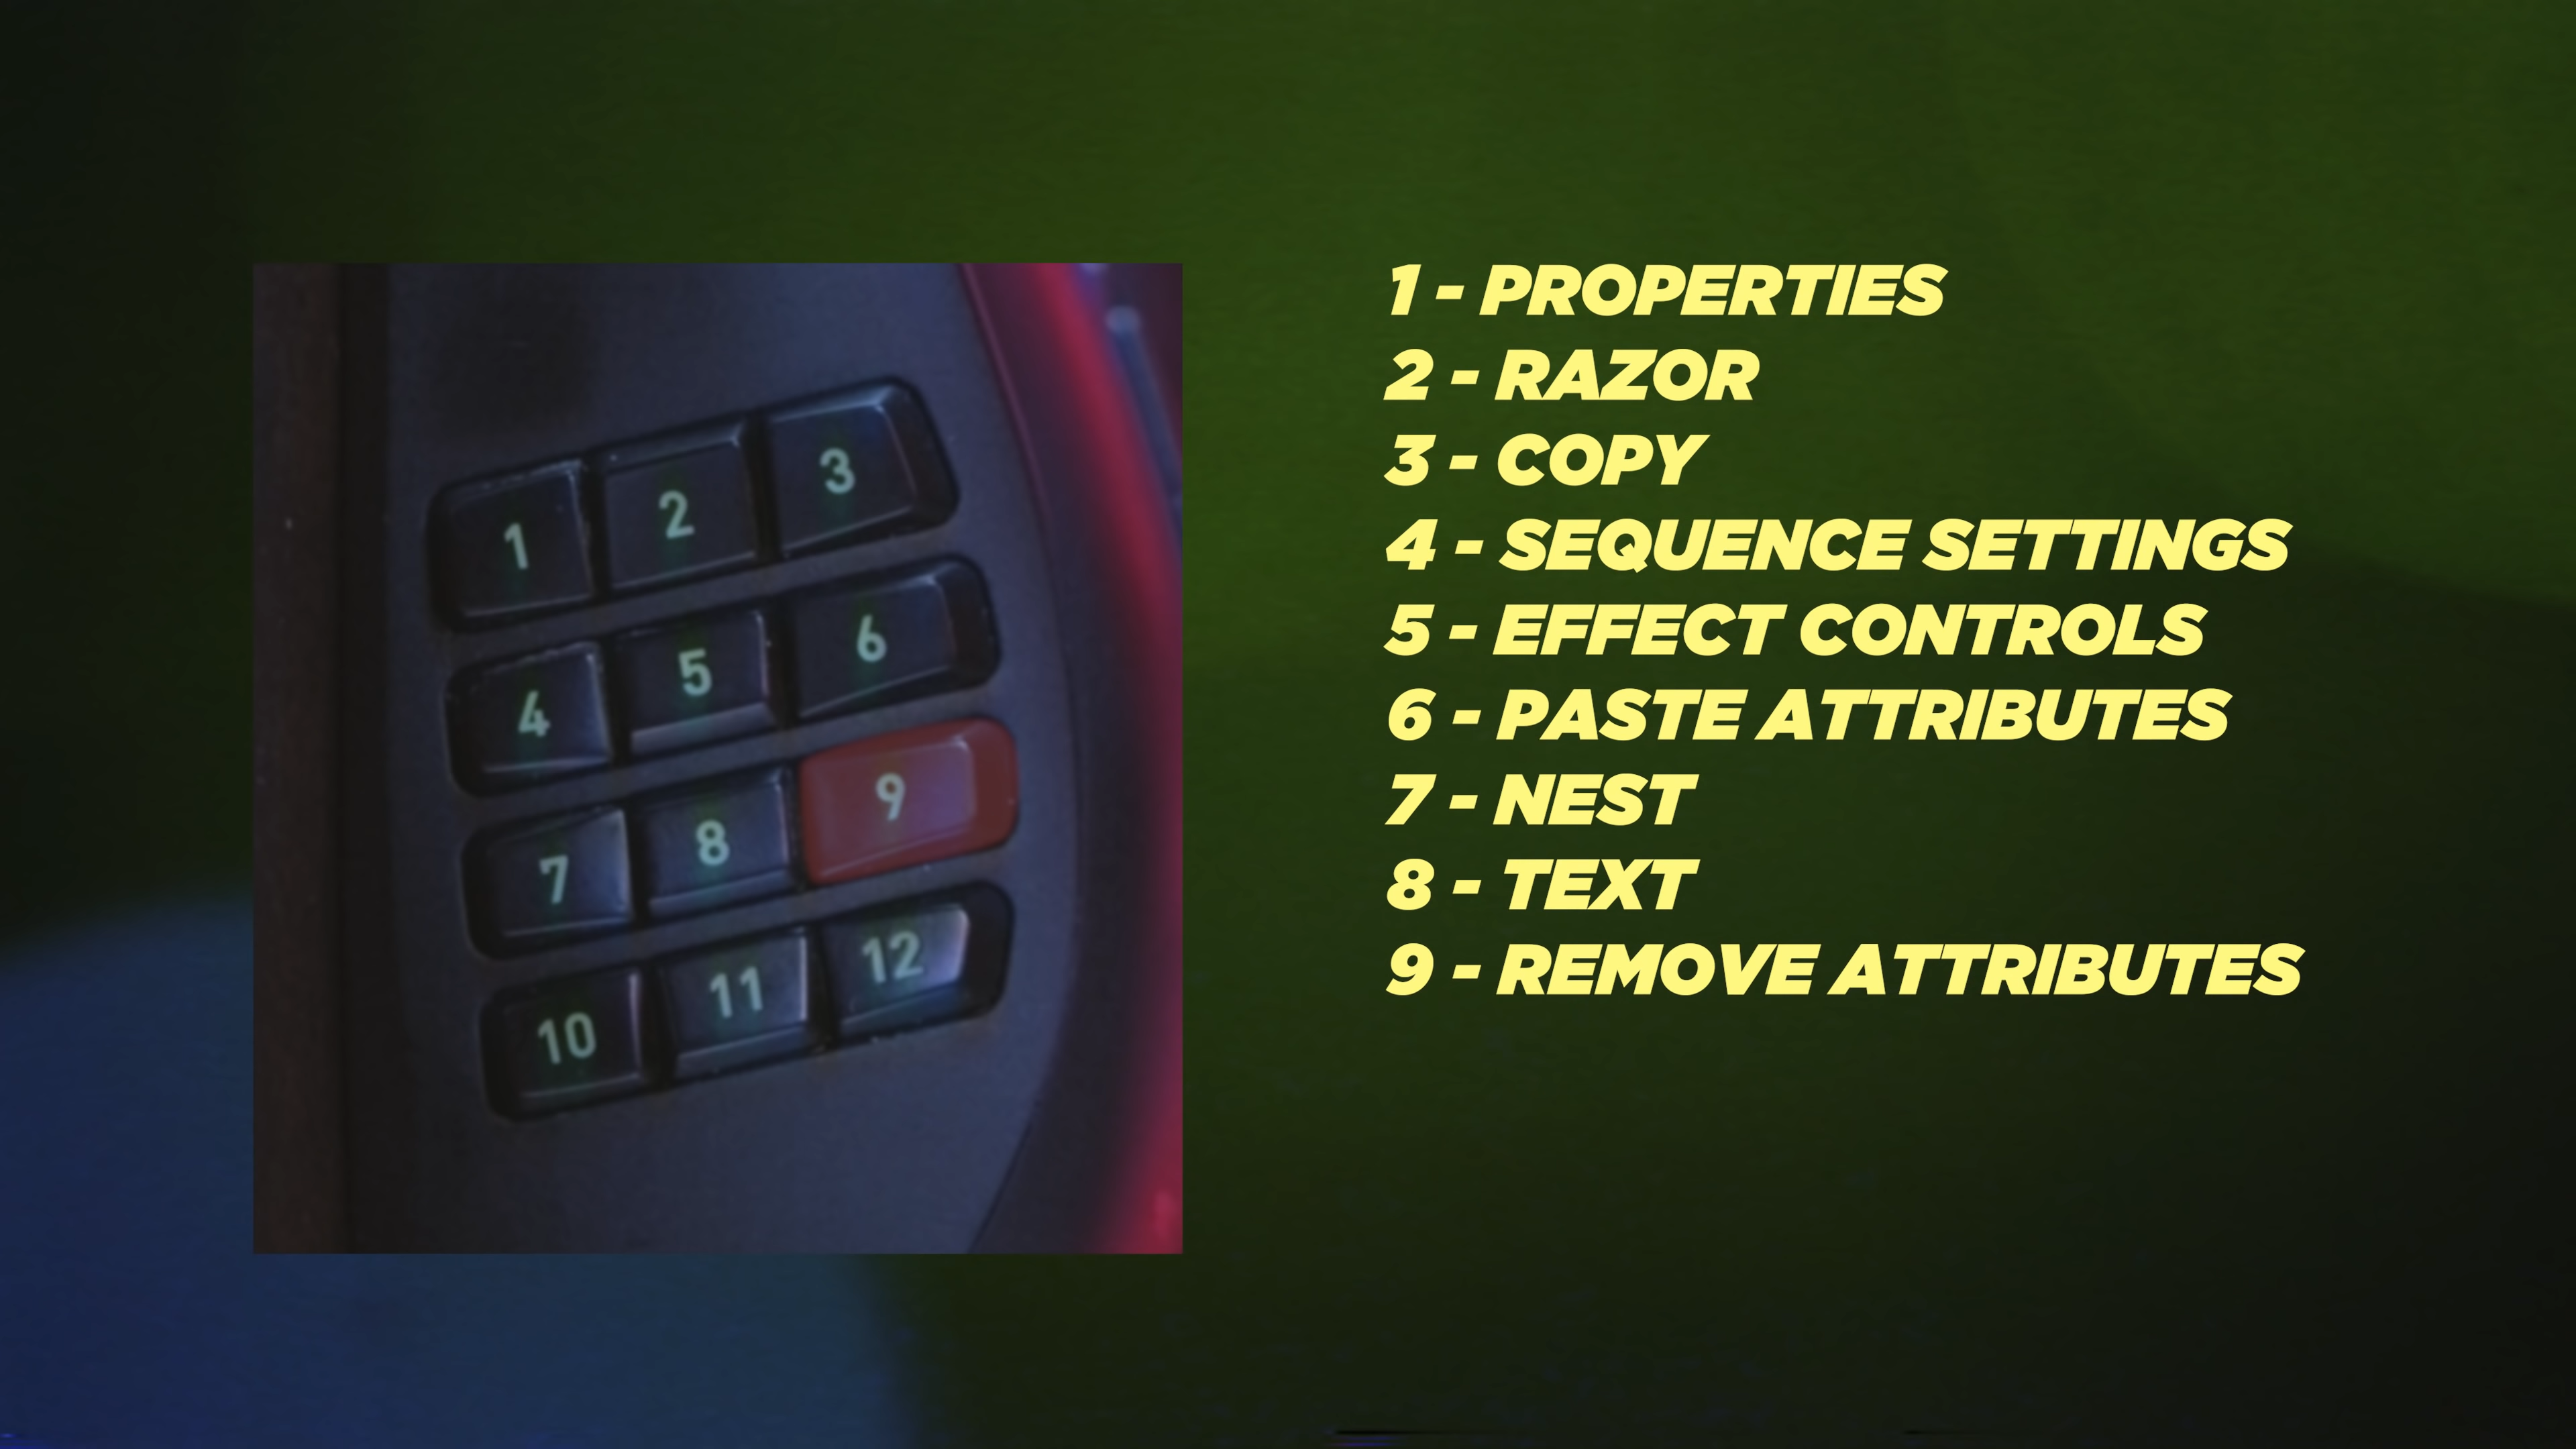 1 2 3
4 5 6
7 8 9
10 11 12
1 - PROPERTIES
2 - RAZOR
3 - COPY
4 - SEQUENCE SETTINGS
5 - EFFECT CONTROLS
6 - PASTE ATTRIBUTES
7 - NEST
8 - TEXT
9 - REMOVE ATTRIBUTES